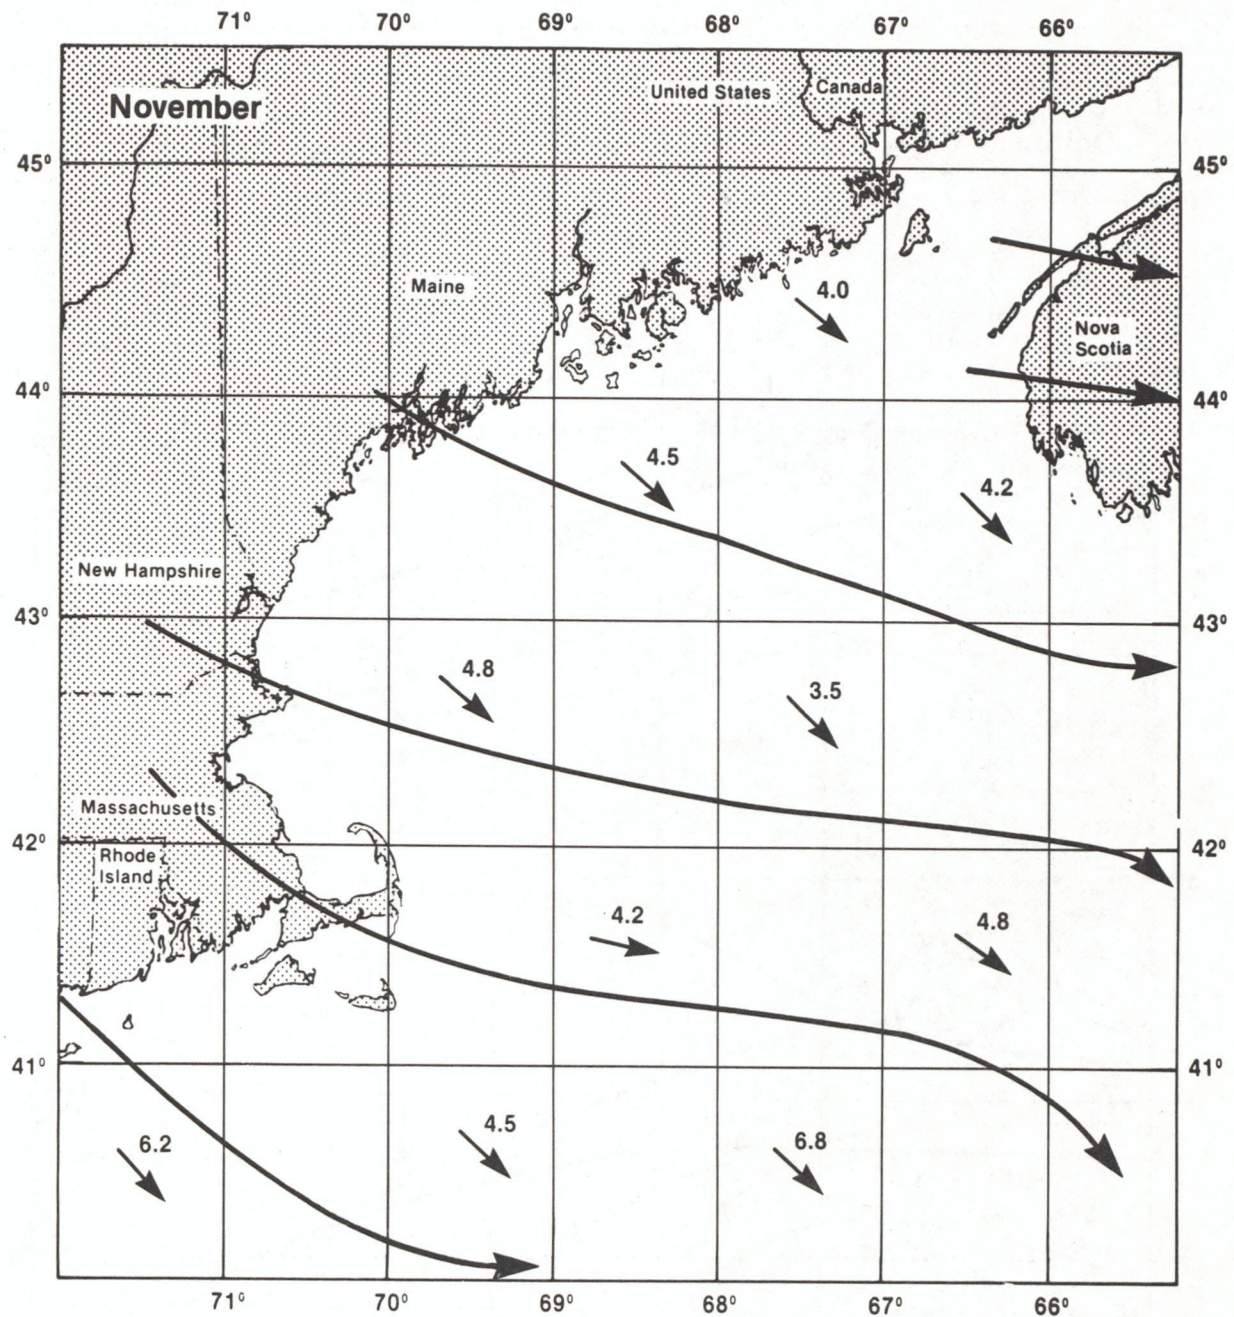 71° 70° 69° 68° 67° 66°
November
United States
Canada
45° 45°
Maine
4.0
Nova
Scotia
44° 44°
4.5
4.2
New Hampshire
43° 43°
4.8
3.5
Massachusetts
42° 42°
Rhode
Island
4.2
4.8
41° 41°
6.2
4.5
6.8
71° 70° 69° 68° 67° 66°